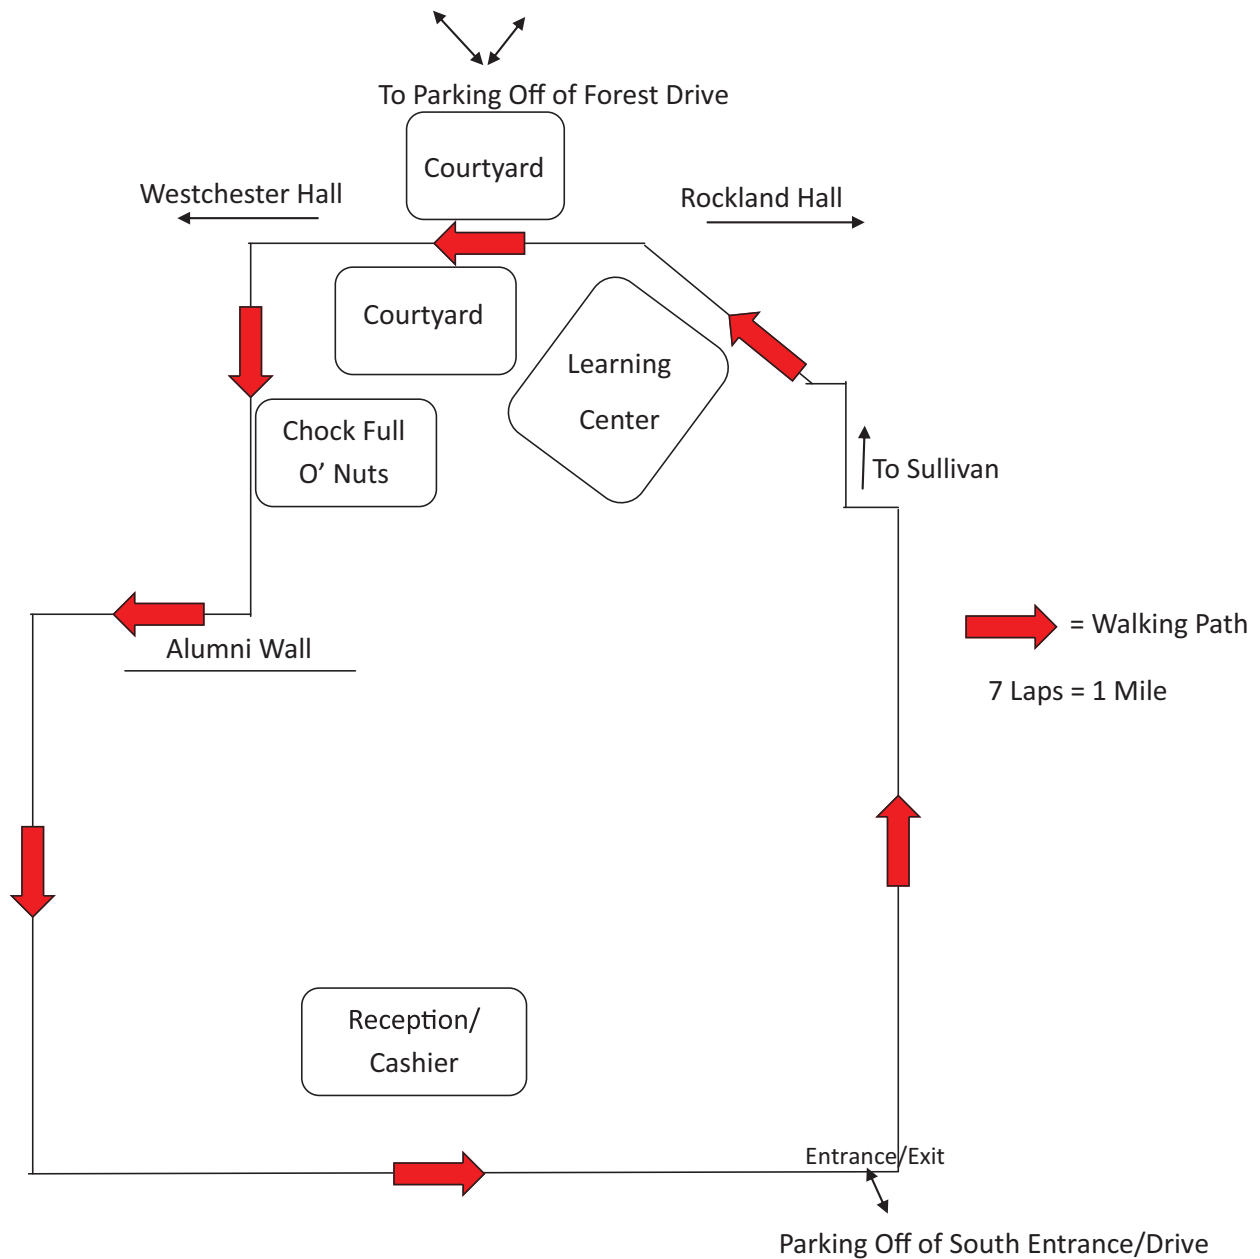 To Parking Off of Forest Drive
Courtyard
Westchester Hall
Rockland Hall
Courtyard
Learning
Center
Chock Full
O’ Nuts
To Sullivan
= Walking Path
Alumni Wall
7 Laps = 1 Mile
Reception/
Cashier
Entrance/Exit
Parking Off of South Entrance/Drive